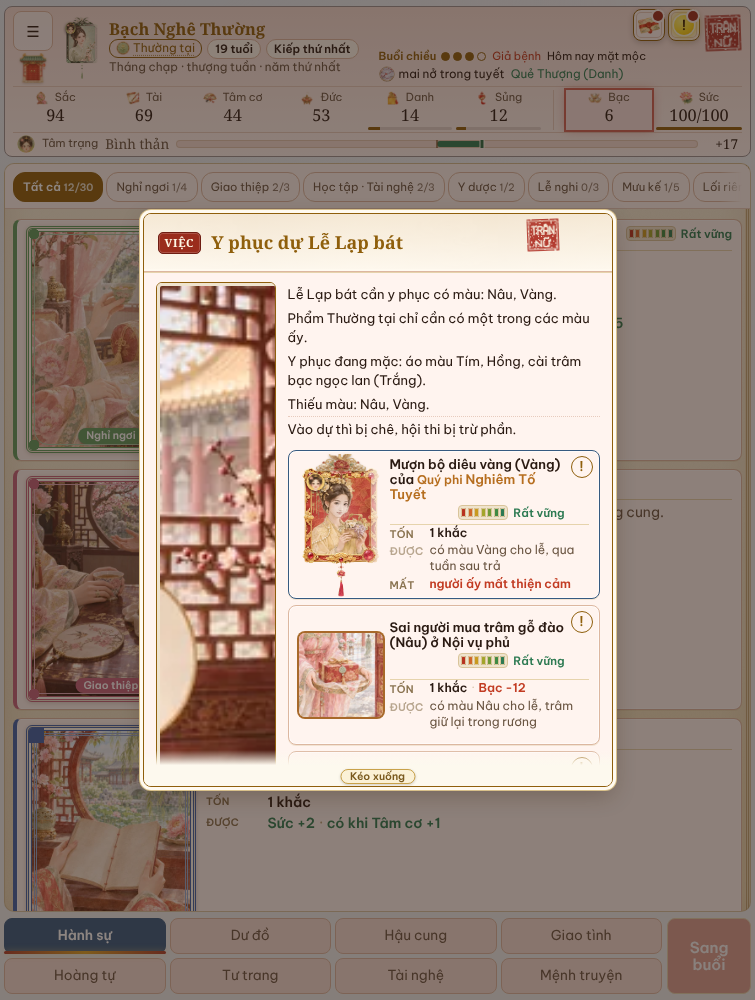 ☰
Bạch Nghê Thường
Thường tại
19 tuổi
Kiếp thứ nhất
Tháng chạp · thượng tuần · năm thứ nhất
Buổi chiều
Giả bệnh
Hôm nay mặt mộc
mai nở trong tuyết
Quẻ Thượng (Danh)
!
TRÂN NỮ
Sắc
94
Tài
69
Tâm cơ
44
Đức
53
Danh
14
Sủng
12
Bạc
6
Sức
100/100
Tâm trạng
Bình thản
+17
Tất cả 12/30
Nghỉ ngơi 1/4
Giao thiệp 2/3
Học tập · Tài nghệ 2/3
Y dược 1/2
Lễ nghi 0/3
Mưu kế 1/5
Rất vững
Nghỉ ngơi
Giao thiệp
g cung.
VIỆC
Y phục dự Lễ Lạp bát
TRÂN NỮ
Lễ Lạp bát cần y phục có màu: Nâu, Vàng.
Phẩm Thường tại chỉ cần có một trong các màu
ấy.
Y phục đang mặc: áo màu Tím, Hồng, cài trâm
bạc ngọc lan (Trắng).
Thiếu màu: Nâu, Vàng.
Vào dự thì bị chê, hội thi bị trừ phần.
Mượn bộ diêu vàng (Vàng)
của Quý phi Nghiêm Tố
Tuyết
!
Rất vững
TỐN 1 khắc
ĐƯỢC có màu Vàng cho lễ, qua
tuần sau trả
MẤT người ấy mất thiện cảm
Sai người mua trâm gỗ đào
(Nâu) ở Nội vụ phủ
!
Rất vững
TỐN 1 khắc · Bạc -12
ĐƯỢC có màu Nâu cho lễ, trâm
giữ lại trong rương
Kéo xuống
TỐN 1 khắc
ĐƯỢC Sức +2 · có khi Tâm cơ +1
Hành sự
Dư đồ
Hậu cung
Giao tình
Hoàng tự
Tư trang
Tài nghệ
Mệnh truyện
Sang
buổi